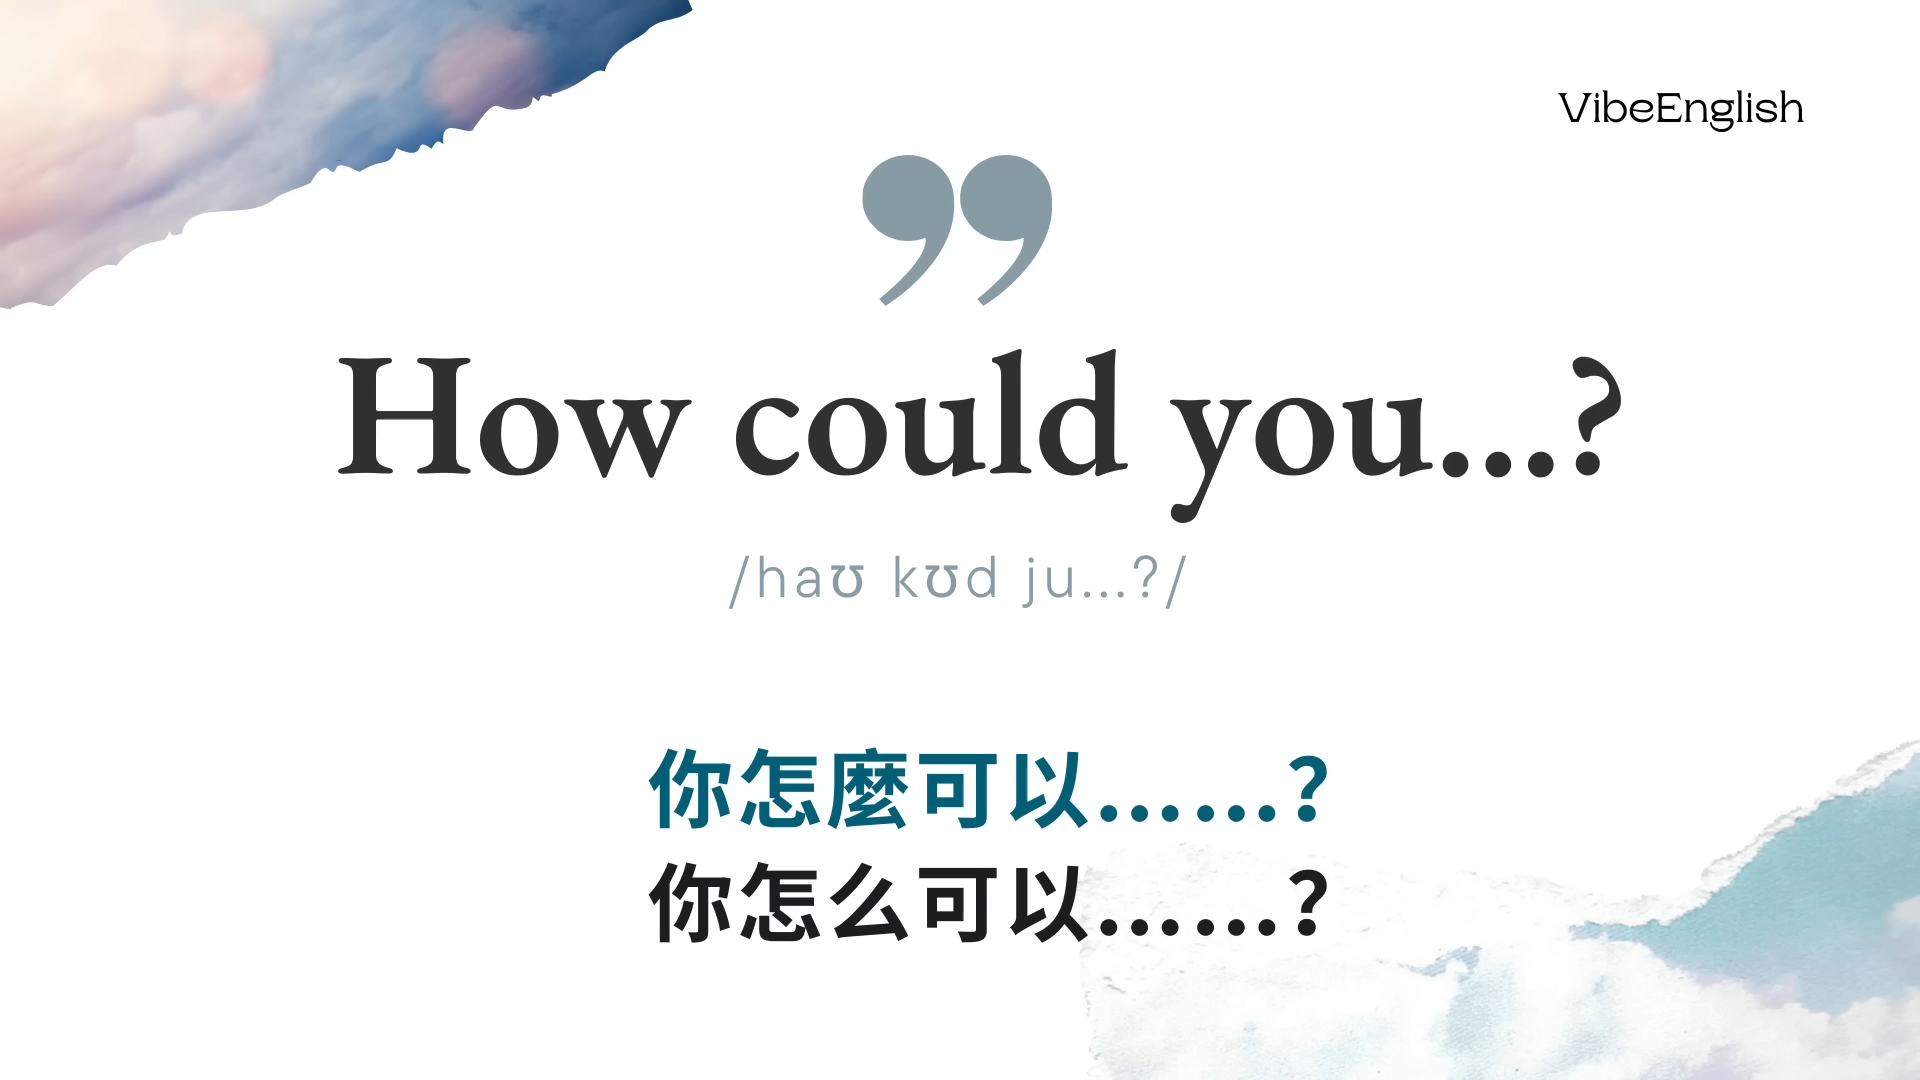 VibeEnglish
”
How could you...?
/haʊ kʊd ju...?/
你怎麼可以……？
你怎么可以……？